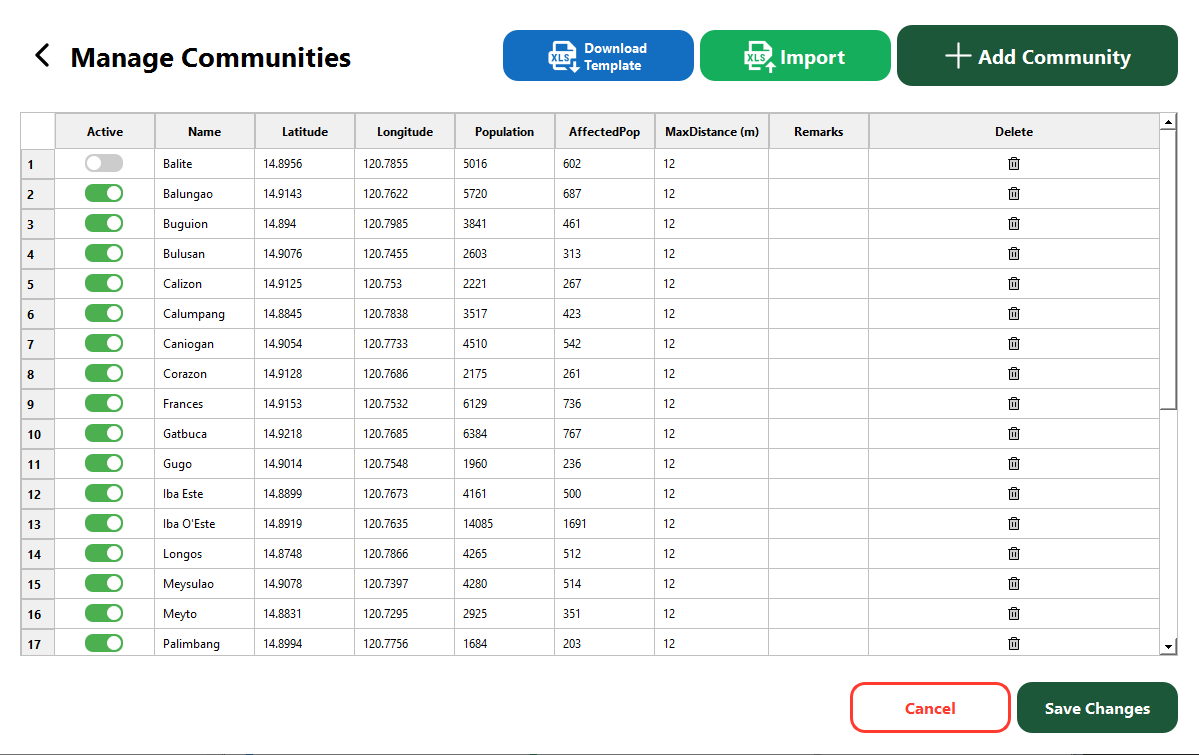 Manage Communities
XLS Download Template
XLS Import
Add Community
Active Name Latitude Longitude Population AffectedPop MaxDistance (m) Remarks Delete
1 Balite 14.8956 120.7855 5016 602 12
2 Balungao 14.9143 120.7622 5720 687 12
3 Buguion 14.894 120.7985 3841 461 12
4 Bulusan 14.9076 120.7455 2603 313 12
5 Calizon 14.9125 120.753 2221 267 12
6 Calumpang 14.8845 120.7838 3517 423 12
7 Caniogan 14.9054 120.7733 4510 542 12
8 Corazon 14.9128 120.7686 2175 261 12
9 Frances 14.9153 120.7532 6129 736 12
10 Gatbuca 14.9218 120.7685 6384 767 12
11 Gugo 14.9014 120.7548 1960 236 12
12 Iba Este 14.8899 120.7673 4161 500 12
13 Iba O'Este 14.8919 120.7635 14085 1691 12
14 Longos 14.8748 120.7866 4265 512 12
15 Meysulao 14.9078 120.7397 4280 514 12
16 Meyto 14.8831 120.7295 2925 351 12
17 Palimbang 14.8994 120.7756 1684 203 12
Cancel Save Changes